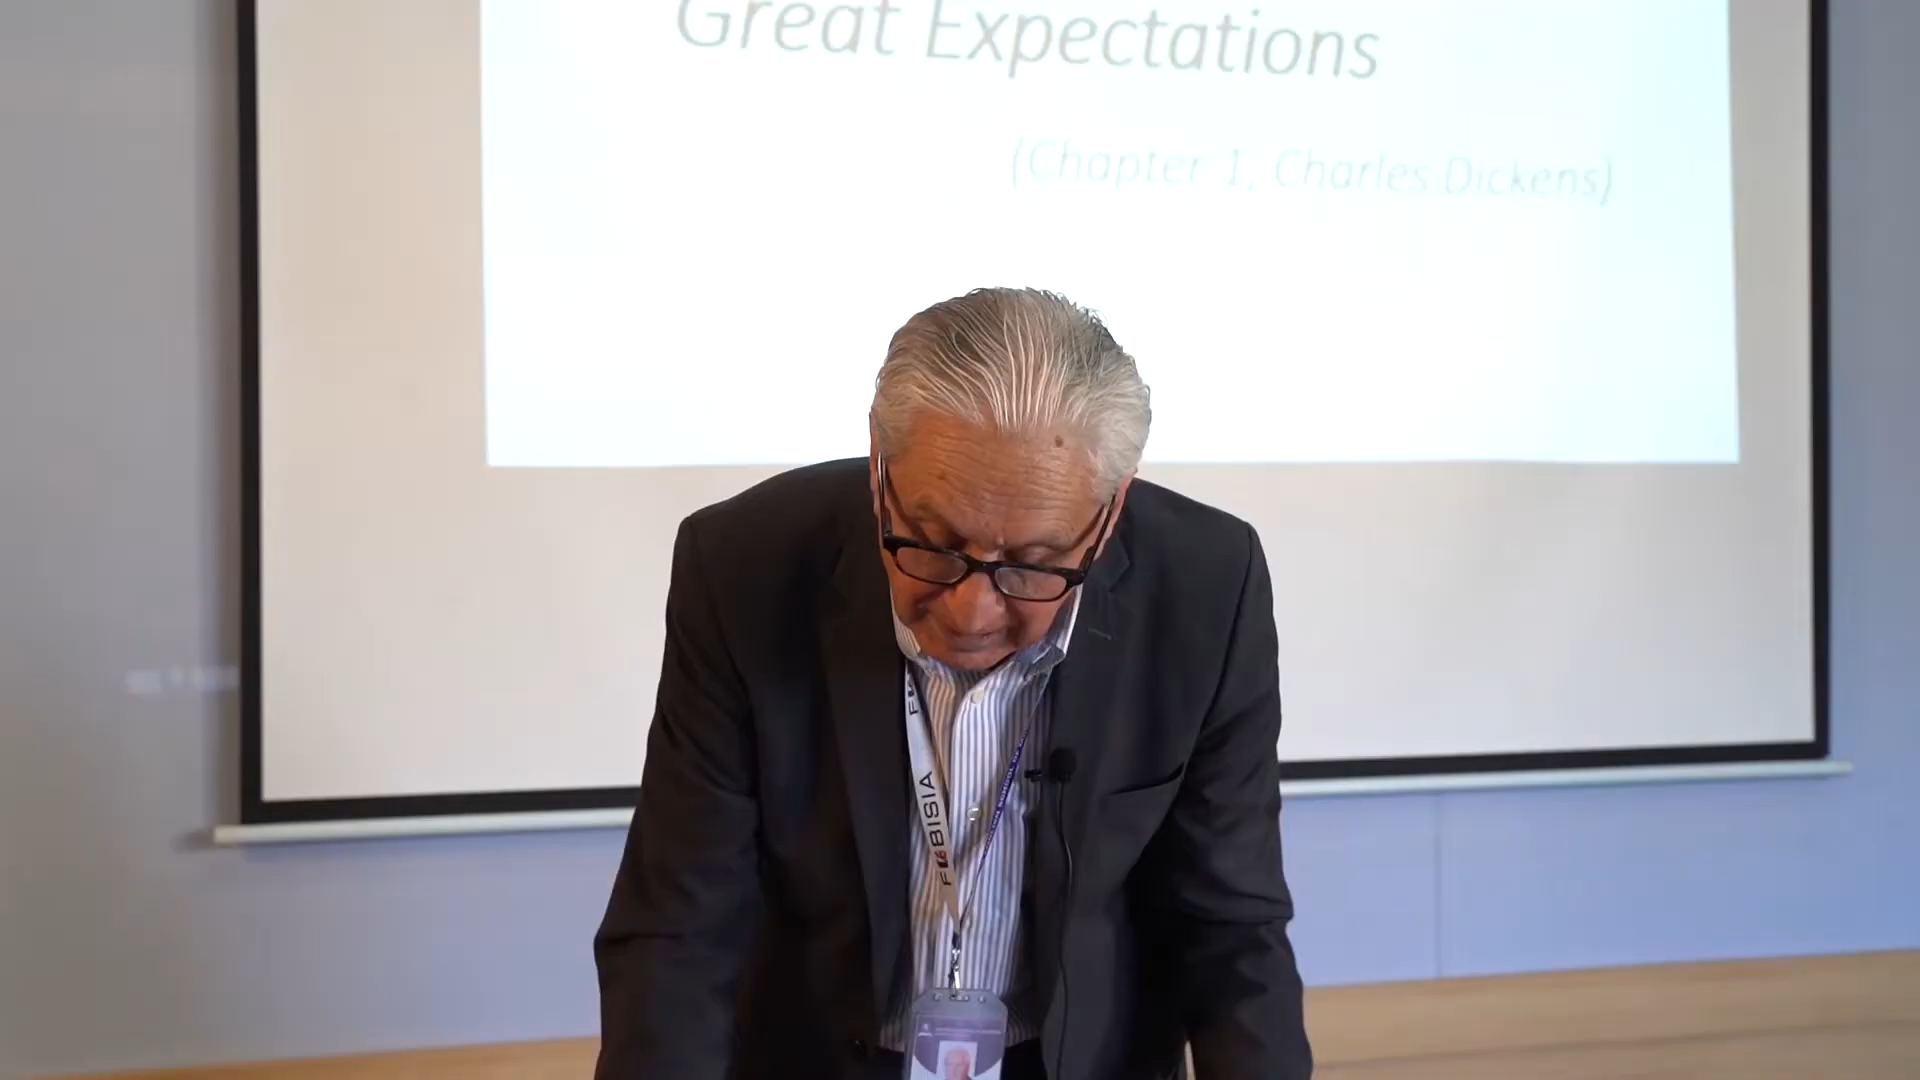 Great Expectations
(Chapter 1, Charles Dickens)
FOBISIA